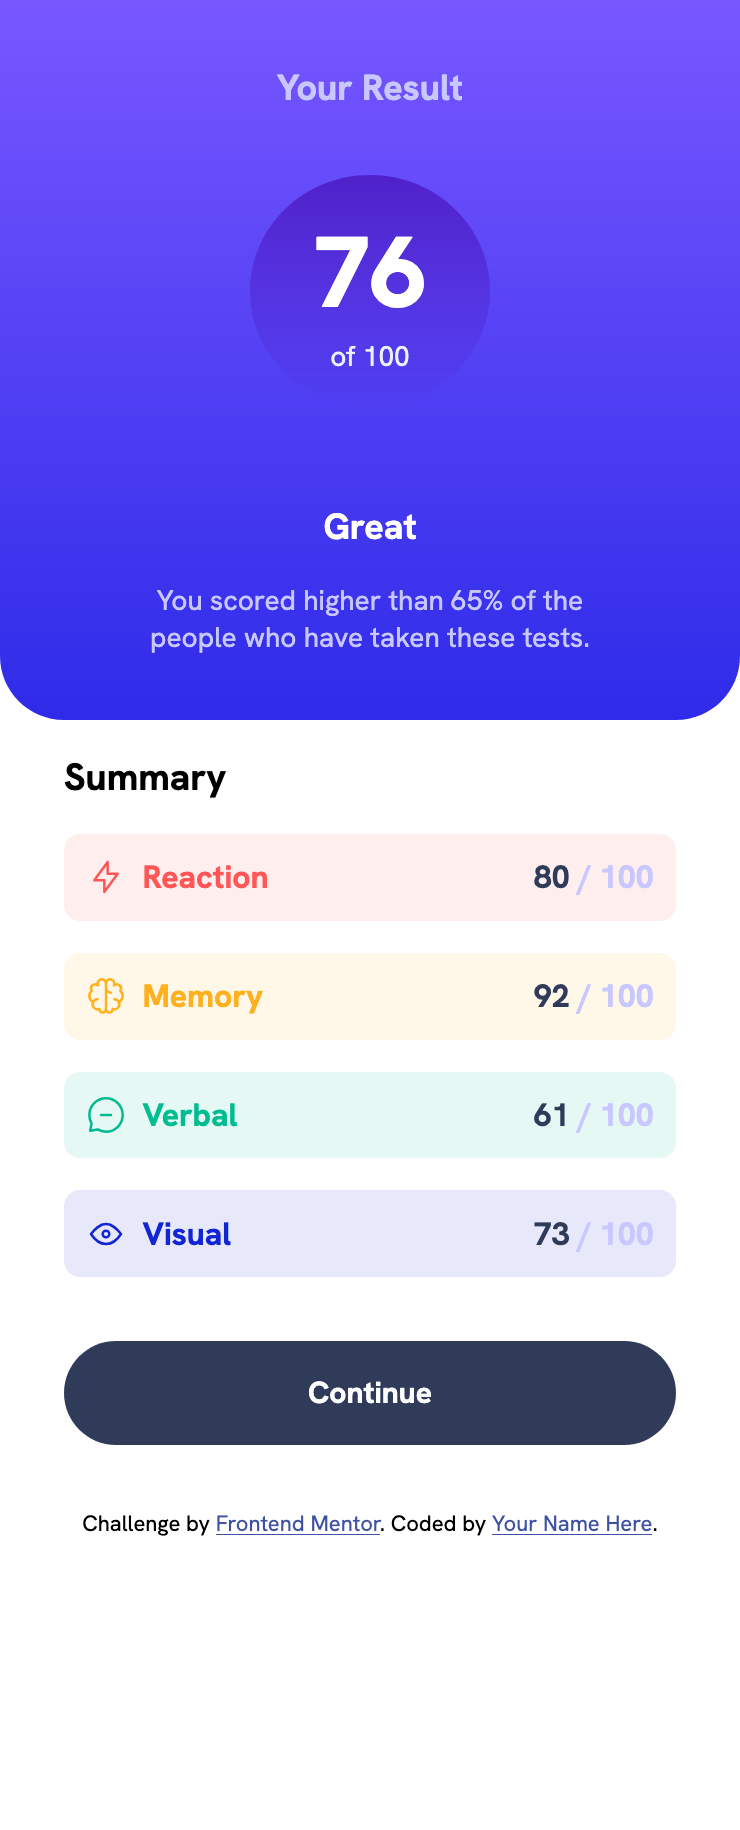 Your Result
76
of 100
Great
You scored higher than 65% of the
people who have taken these tests.
Summary
Reaction 80 / 100
Memory 92 / 100
Verbal 61 / 100
Visual 73 / 100
Continue
Challenge by Frontend Mentor. Coded by Your Name Here.